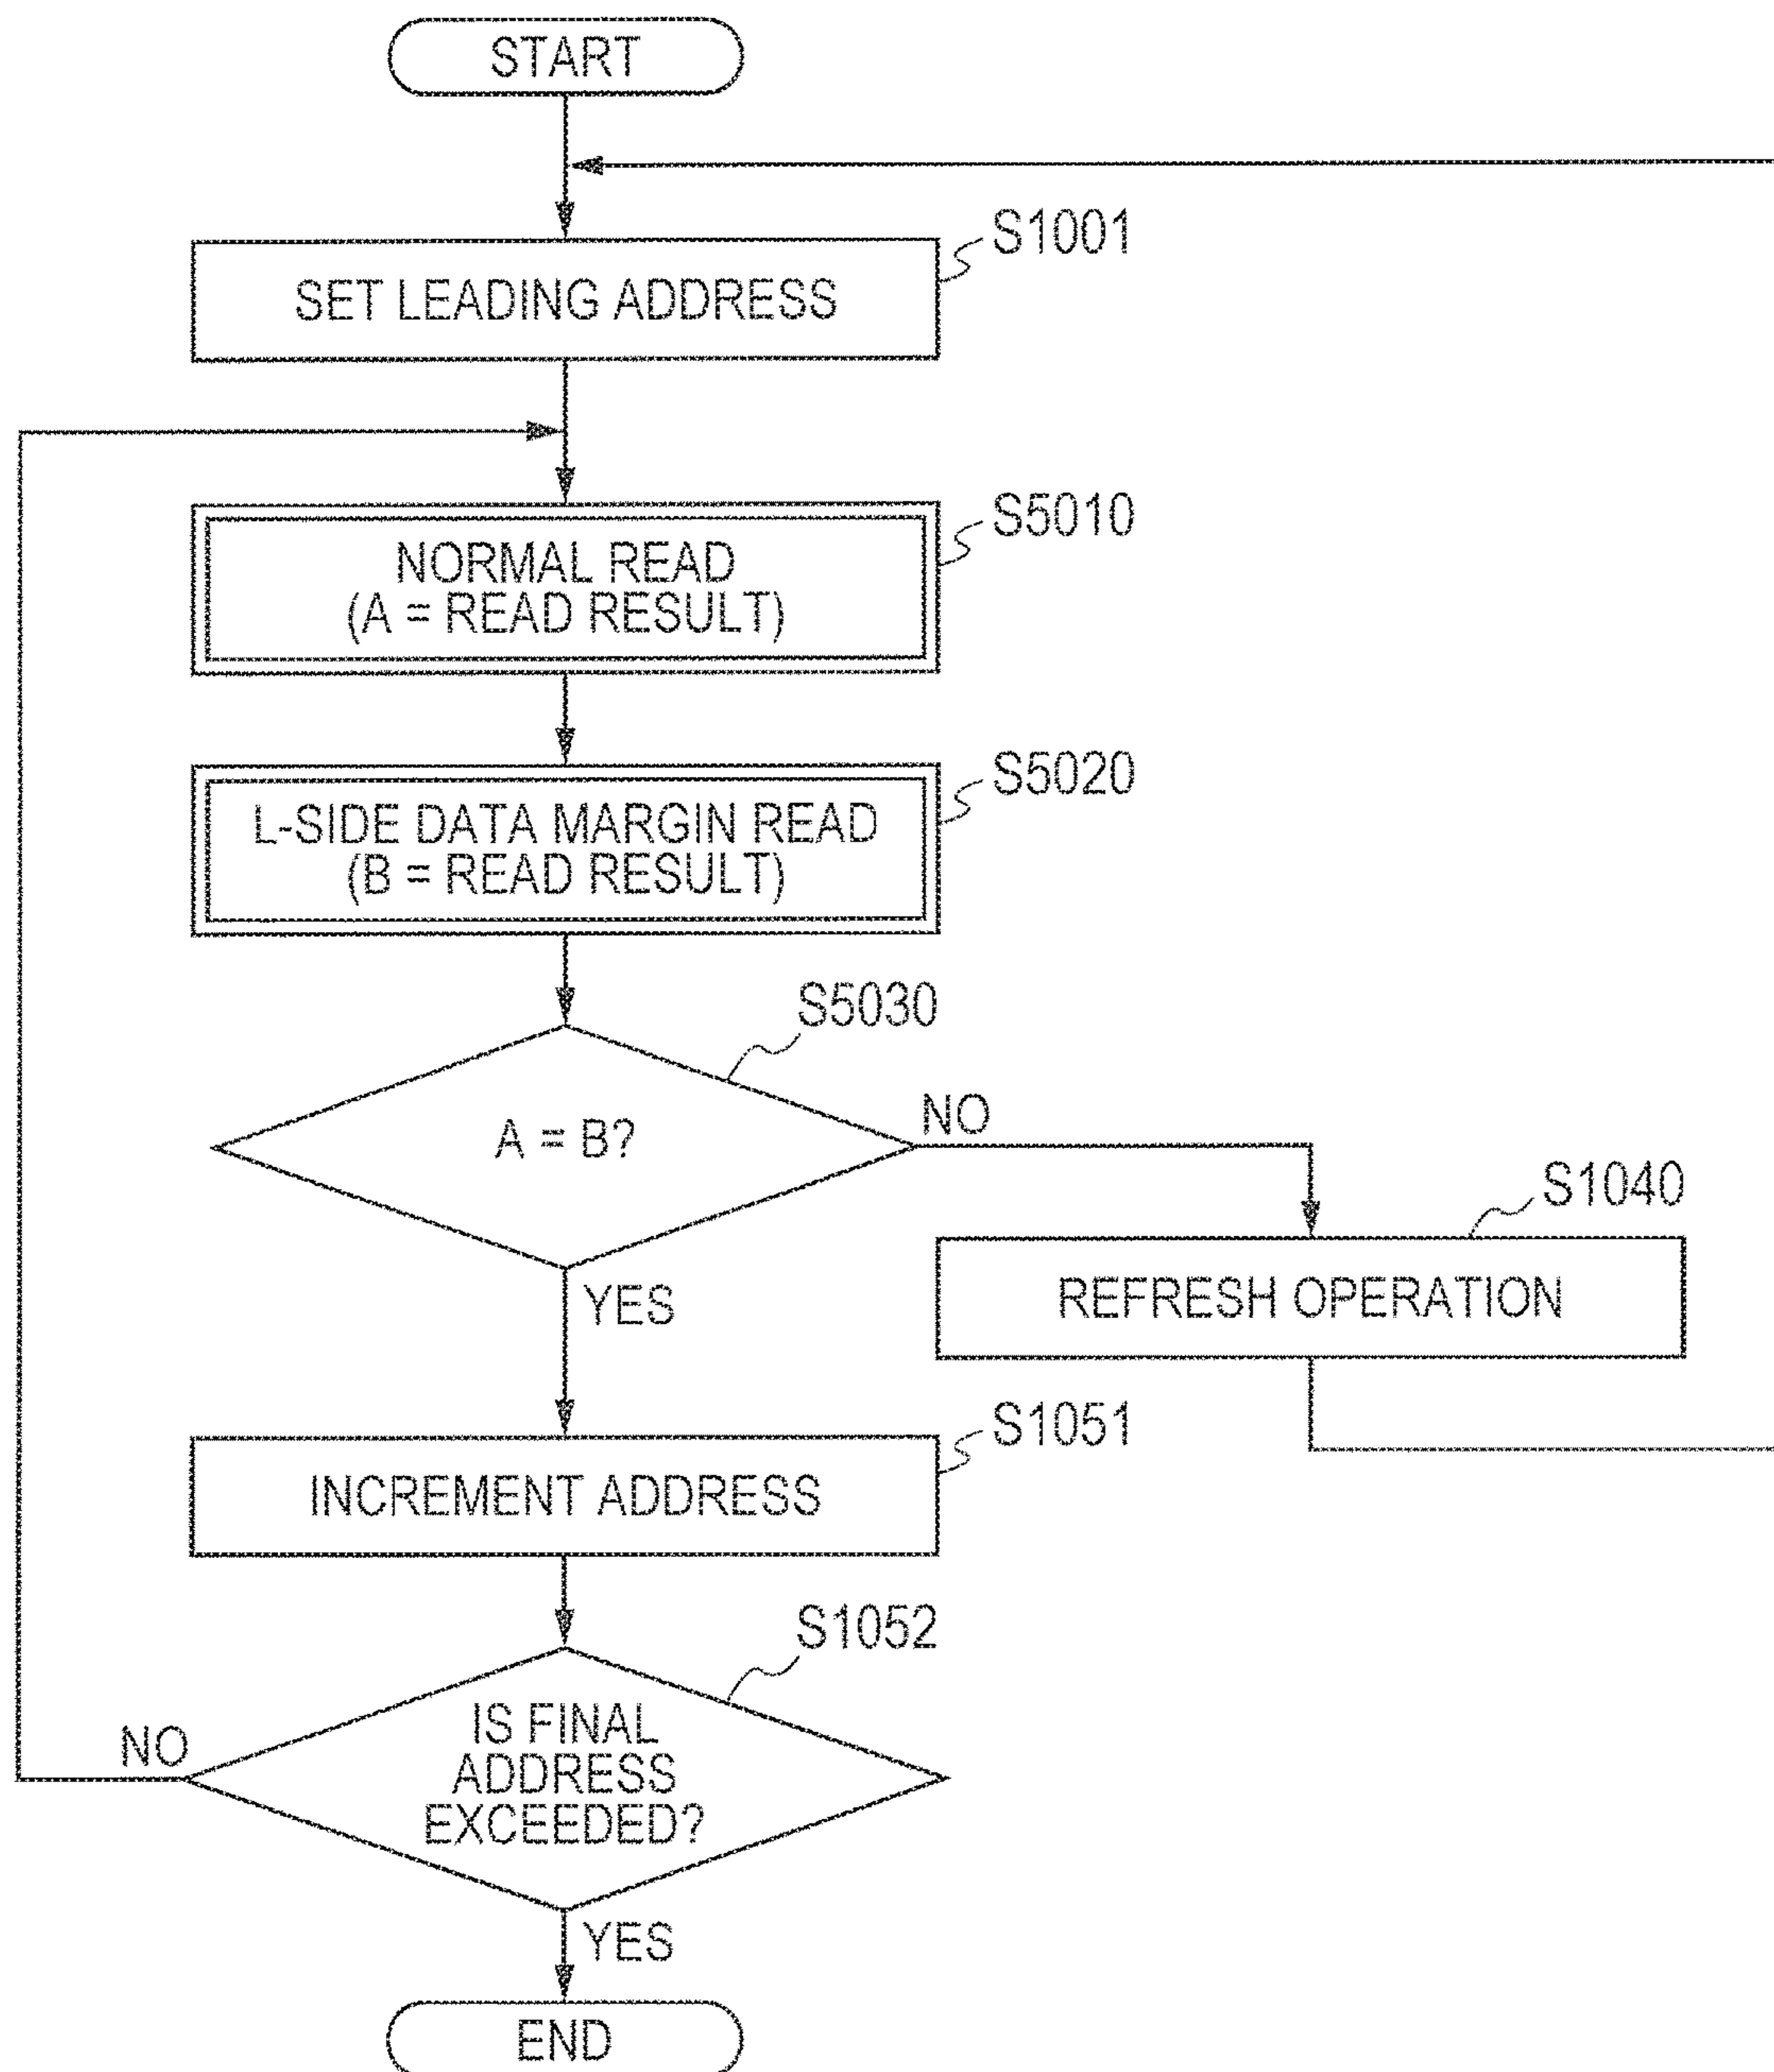 START
S1001
SET LEADING ADDRESS
S5010
NORMAL READ
(A = READ RESULT)
S5020
L-SIDE DATA MARGIN READ
(B = READ RESULT)
S5030
A = B?
NO
S1040
REFRESH OPERATION
YES
S1051
INCREMENT ADDRESS
S1052
IS FINAL
ADDRESS
EXCEEDED?
NO
YES
END